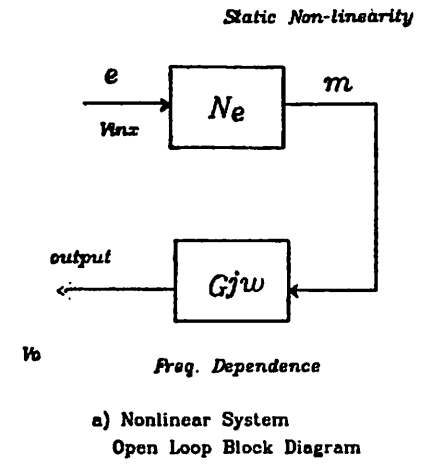 Static Non-linearity
e
Vinx
Ne
m
output
Gjw
Vo
Freq. Dependence
a) Nonlinear System
Open Loop Block Diagram